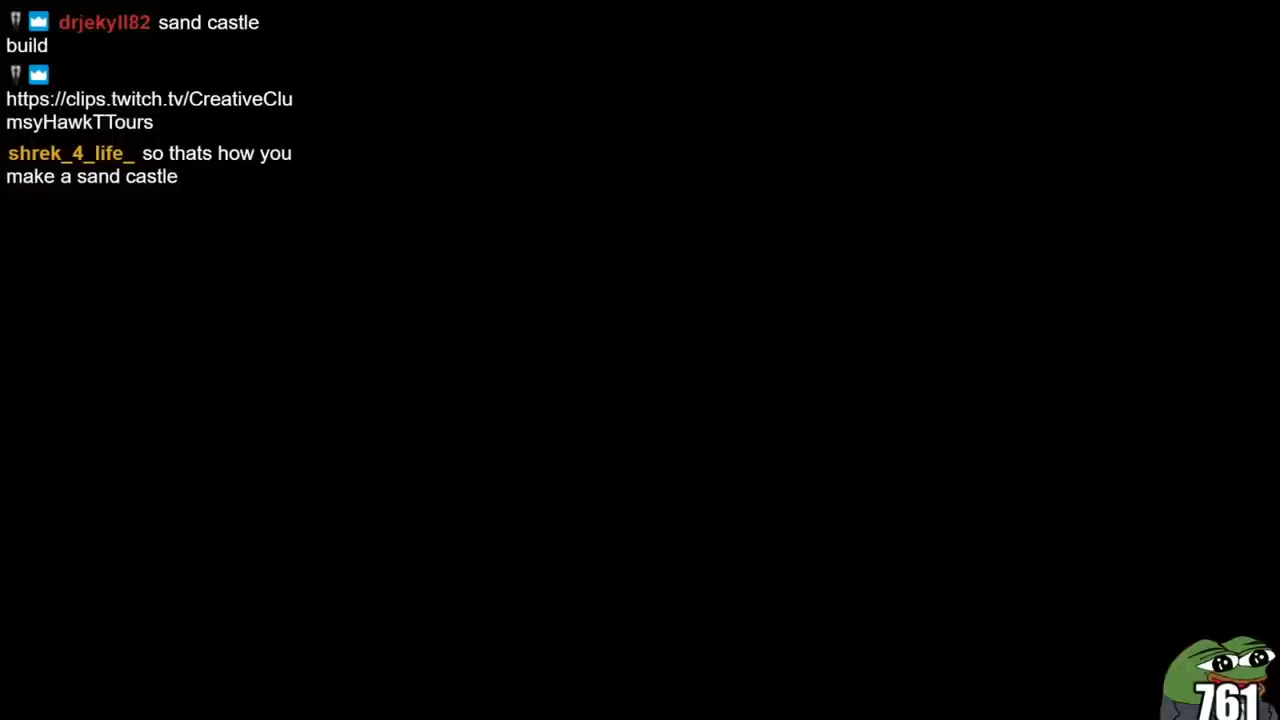 drjekyll82 sand castle
build
https://clips.twitch.tv/CreativeClu
msyHawkTTours
shrek_4_life_ so thats how you
make a sand castle
761